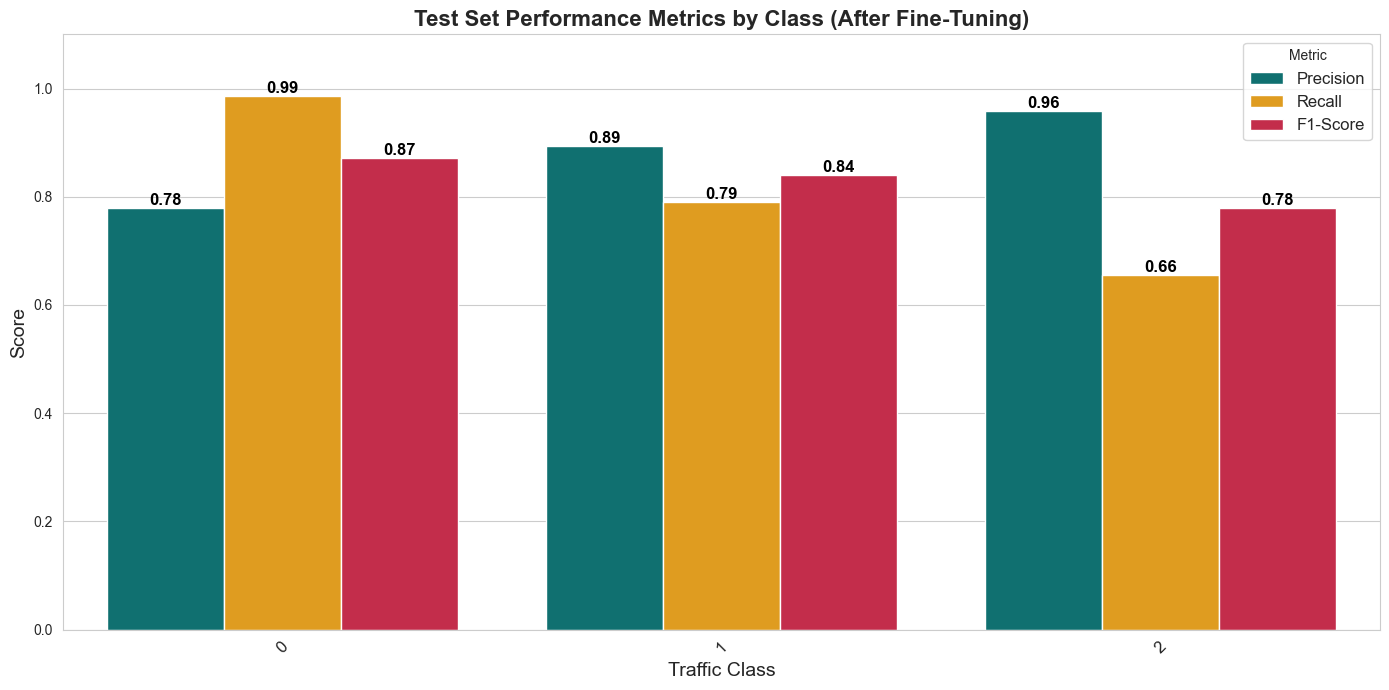 Test Set Performance Metrics by Class (After Fine-Tuning)
Metric
Precision
Recall
F1-Score
Score
1.0
0.8
0.6
0.4
0.2
0.0
0.78
0.99
0.87
0.89
0.79
0.84
0.96
0.66
0.78
0
1
2
Traffic Class